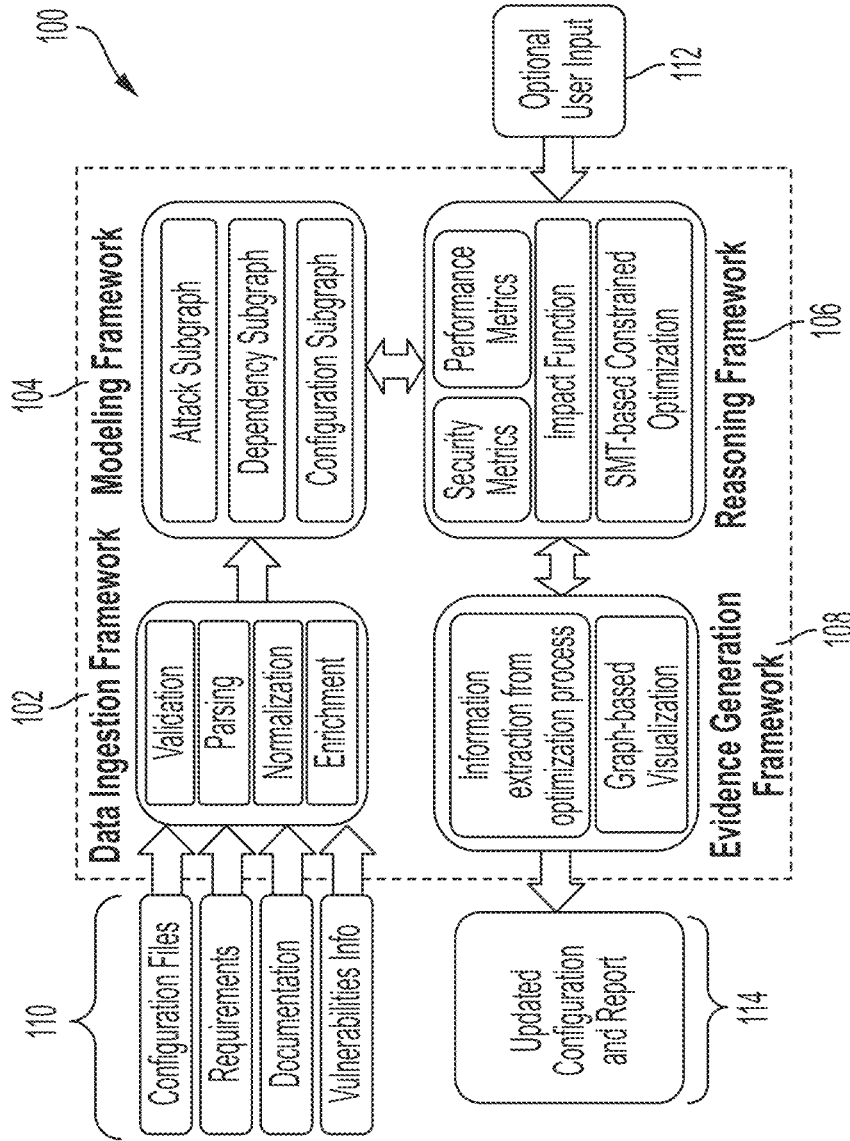 100
110
Configuration Files
Requirements
Documentation
Vulnerabilities Info
102
Data Ingestion Framework
Validation
Parsing
Normalization
Enrichment
104
Modeling Framework
Attack Subgraph
Dependency Subgraph
Configuration Subgraph
Optional
User Input
112
Security
Metrics
Performance
Metrics
Impact Function
SMT-based Constrained
Optimization
Reasoning Framework
106
Information
extraction from
optimization process
Graph-based
Visualization
Evidence Generation
Framework
108
Updated
Configuration
and Report
114